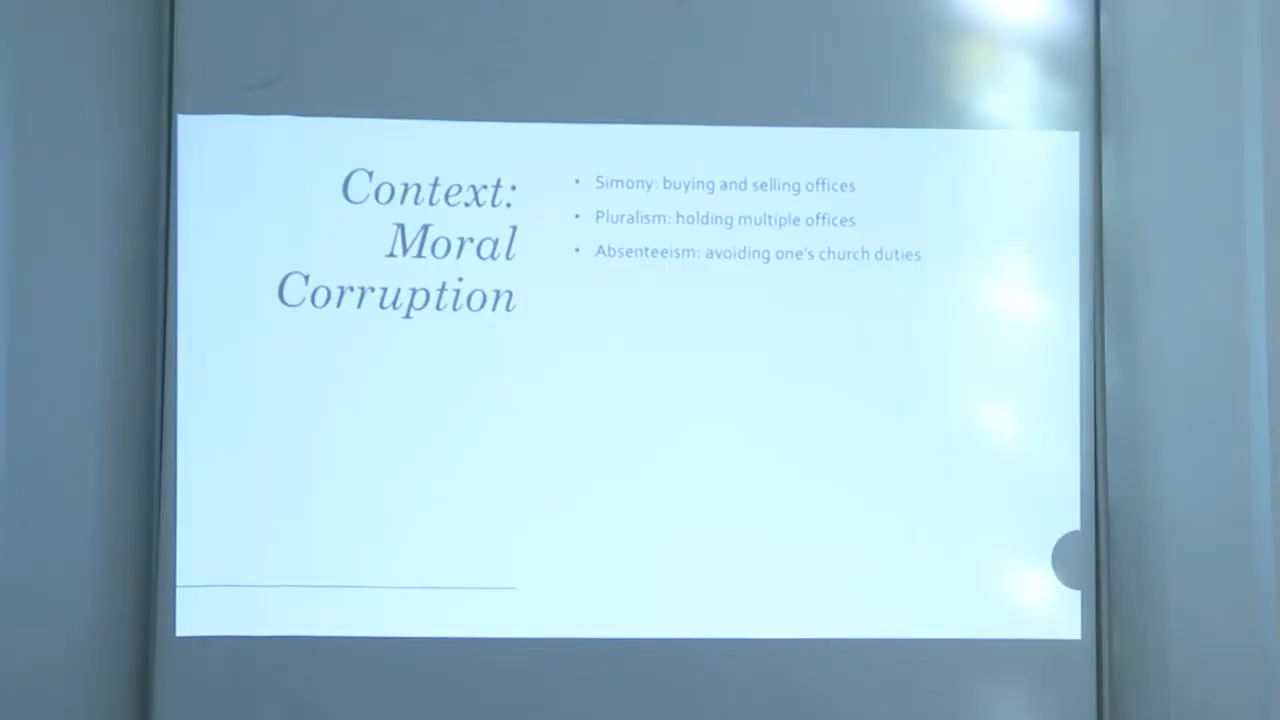 Context:
Moral
Corruption
• Simony: buying and selling offices
• Pluralism: holding multiple offices
• Absenteeism: avoiding one's church duties